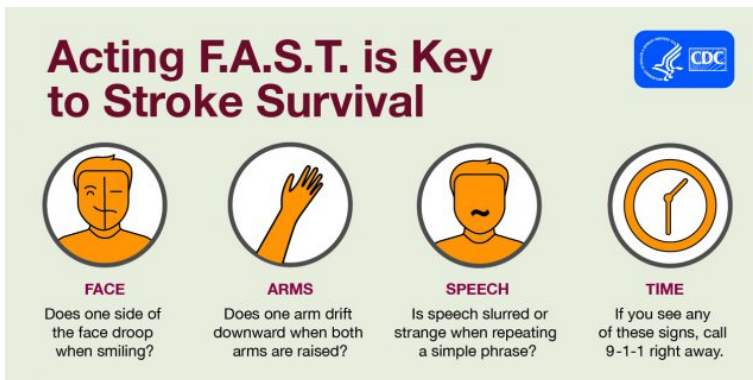 Acting F.A.S.T. is Key
to Stroke Survival
CDC
FACE
Does one side of
the face droop
when smiling?
ARMS
Does one arm drift
downward when both
arms are raised?
SPEECH
Is speech slurred or
strange when repeating
a simple phrase?
TIME
If you see any
of these signs, call
9-1-1 right away.